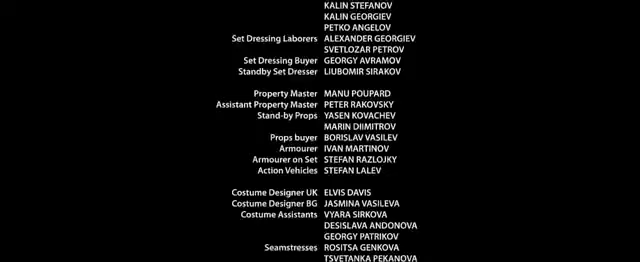 KALIN STEFANOV
KALIN GEORGIEV
PETKO ANGELOV
Set Dressing Laborers ALEXANDER GEORGIEV
SVETLOZAR PETROV
Set Dressing Buyer GEORGY AVRAMOV
Standby Set Dresser LIUBOMIR SIRAKOV
Property Master MANU POUPARD
Assistant Property Master PETER RAKOVSKY
Stand-by Props YASEN KOVACHEV
MARIN DIIMITROV
Props buyer BORISLAV VASILEV
Armourer IVAN MARTINOV
Armourer on Set STEFAN RAZLOJKY
Action Vehicles STEFAN LALEV
Costume Designer UK ELVIS DAVIS
Costume Designer BG JASMINA VASILEVA
Costume Assistants VYARA SIRKOVA
DESISLAVA ANDONOVA
GEORGY PATRIKOV
Seamstresses ROSITSA GENKOVA
TSVETANKA PEKANOVA